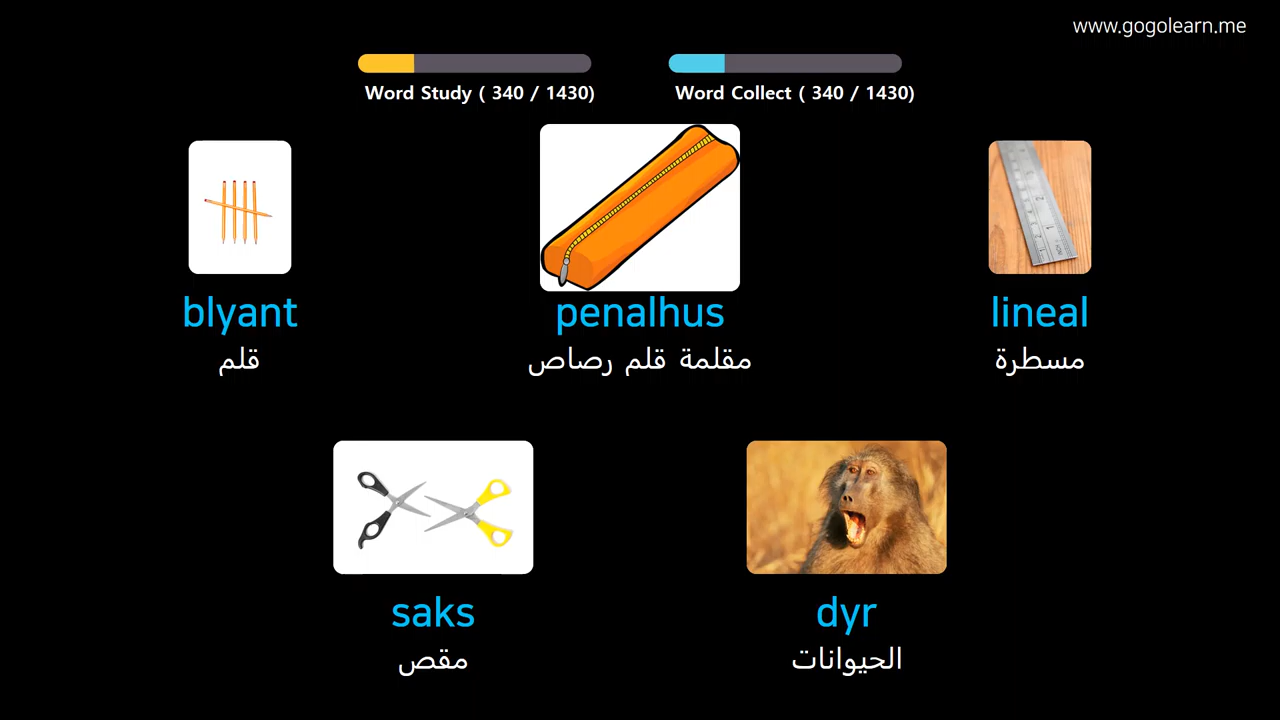 www.gogolearn.me
Word Study ( 340 / 1430)
Word Collect ( 340 / 1430)
blyant
قلم
penalhus
مقلمة قلم رصاص
lineal
مسطرة
saks
مقص
dyr
الحيوانات